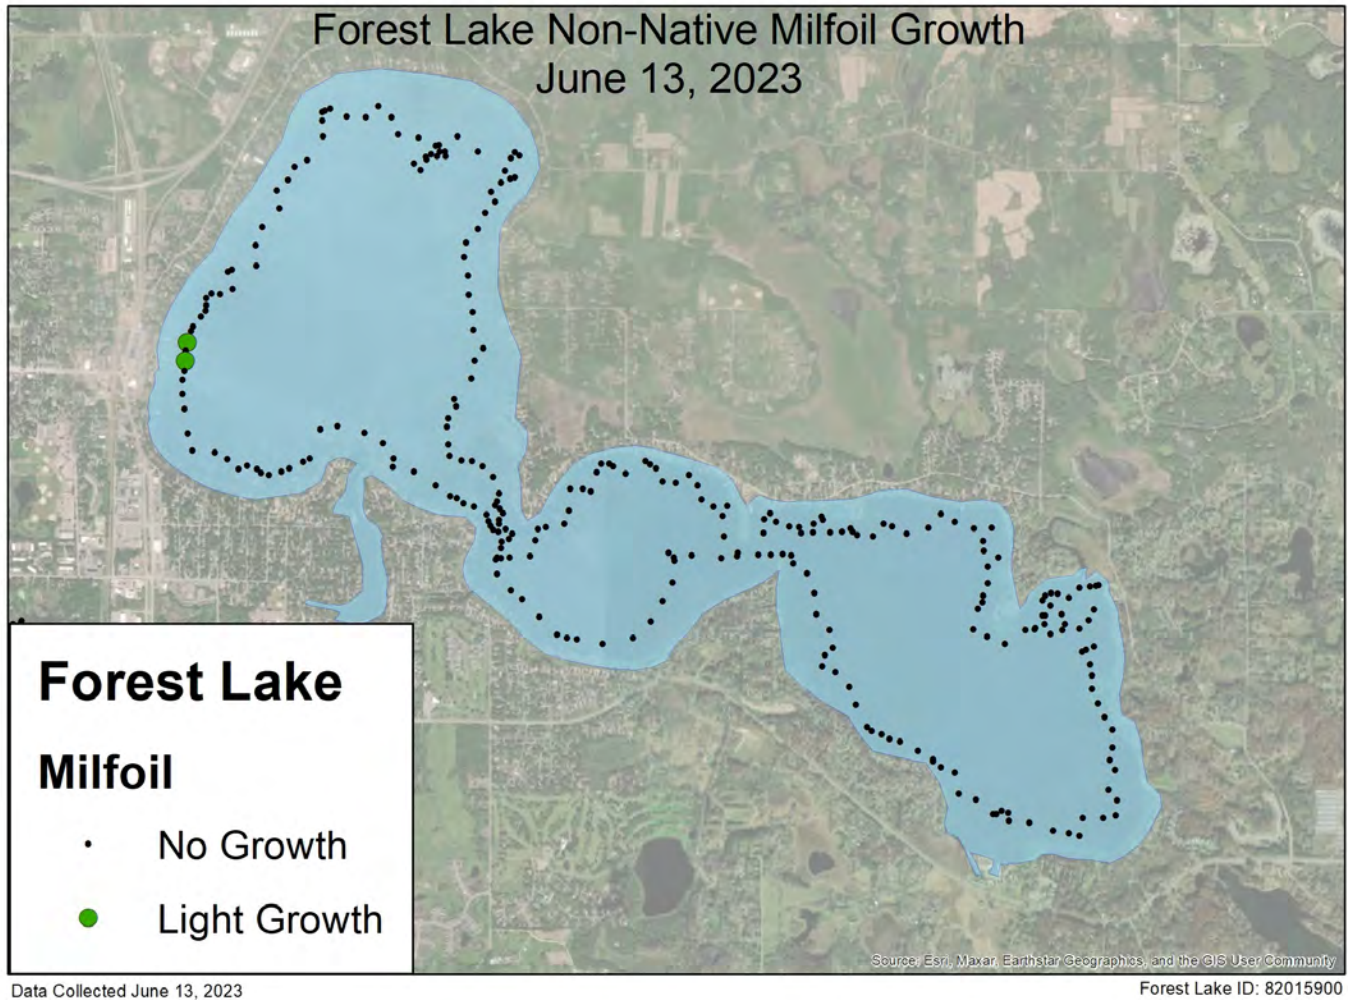 Forest Lake Non-Native Milfoil Growth
June 13, 2023
Forest Lake
Milfoil
No Growth
Light Growth
Source: Esri, Maxar, Earthstar Geographics, and the GIS User Community
Data Collected June 13, 2023
Forest Lake ID: 82015900